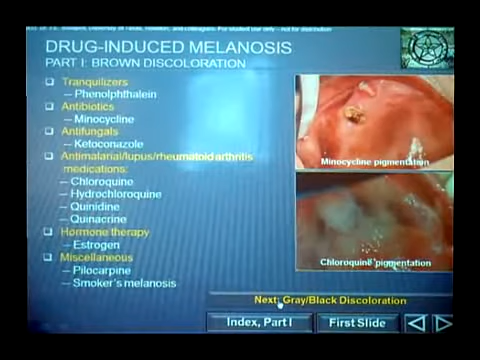 DRUG-INDUCED MELANOSIS
PART I: BROWN DISCOLORATION
Tranquilizers
– Phenolphthalein
Antibiotics
– Minocycline
Antifungals
– Ketoconazole
Antimalarial/lupus/rheumatoid arthritis
medications:
– Chloroquine
– Hydrochloroquine
– Quinidine
– Quinacrine
Hormone therapy
– Estrogen
Miscellaneous
– Pilocarpine
– Smoker's melanosis
Minocycline pigmentation
Chloroquine pigmentation
Next: Gray/Black Discoloration
Index, Part I
First Slide